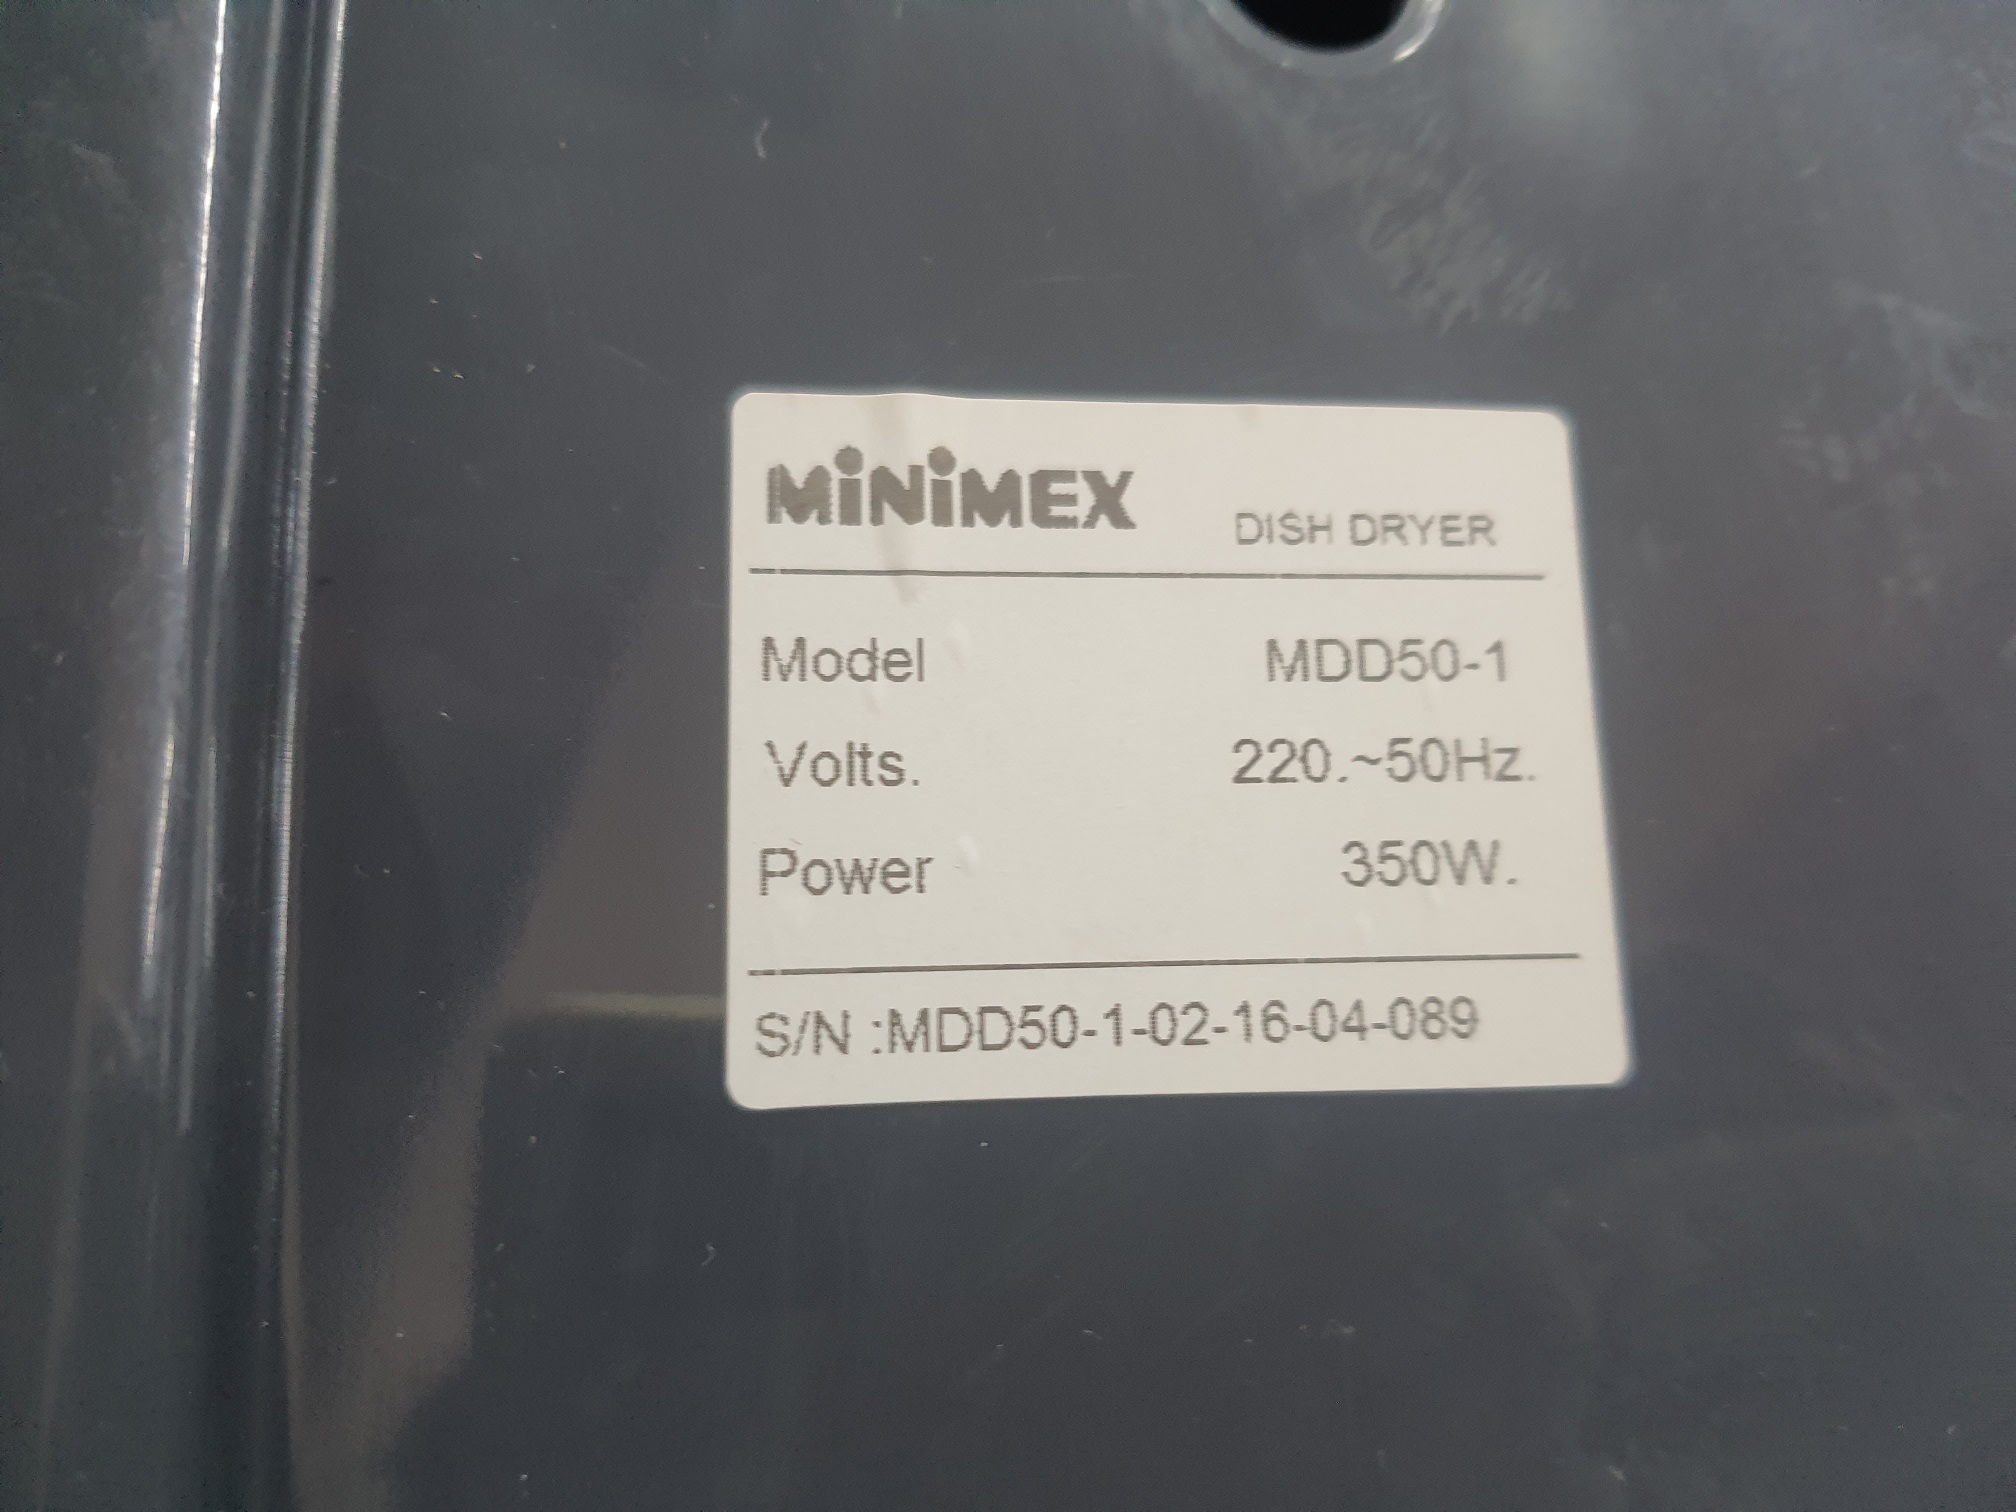 MiNiMEX DISH DRYER
Model MDD50-1
Volts. 220.~50Hz.
Power 350W.
S/N :MDD50-1-02-16-04-089